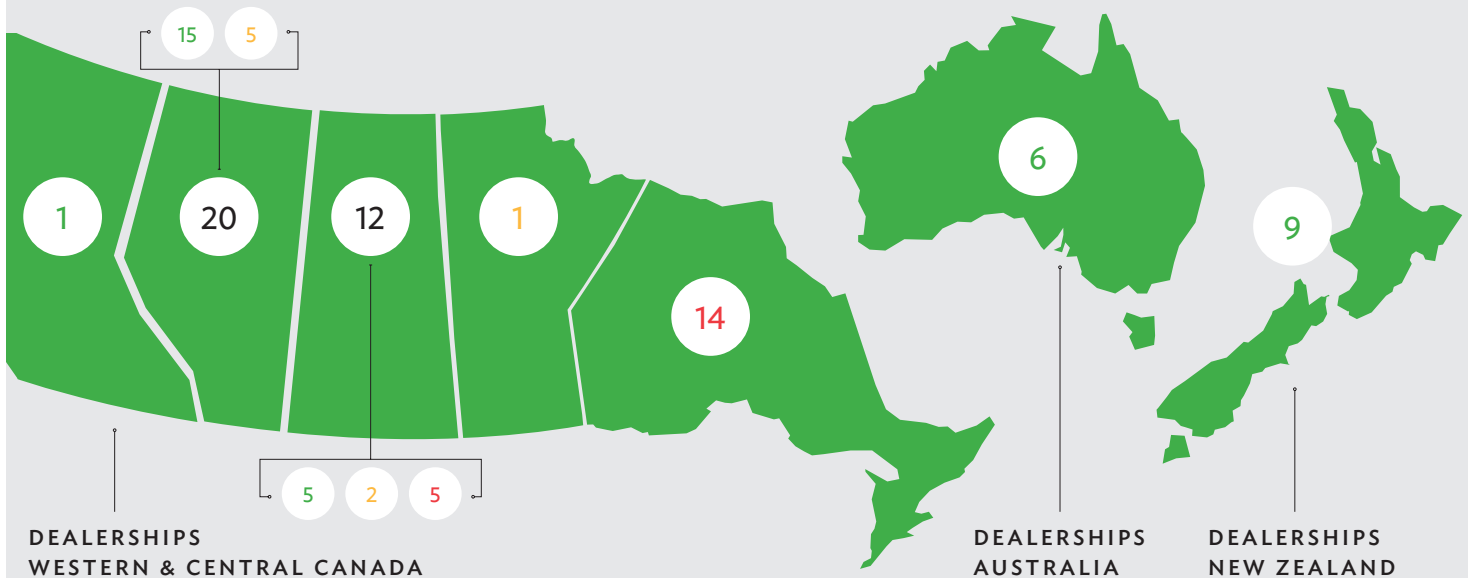 15 5
1 20 12 1 14
5 2 5
6
9
DEALERSHIPS
WESTERN & CENTRAL CANADA
DEALERSHIPS
AUSTRALIA
DEALERSHIPS
NEW ZEALAND